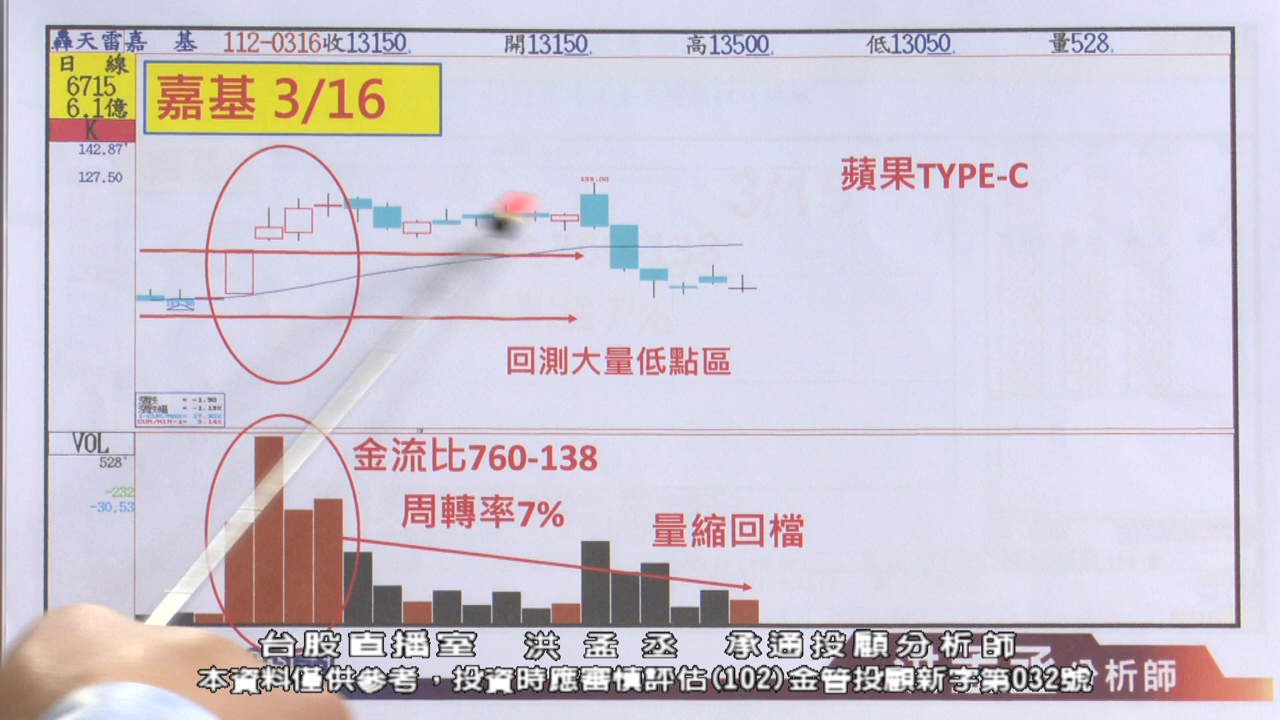 轟天雷嘉 基 112-0316收13150 開13150 高13500 低13050 量528
日 線
6715
6.1億
K
嘉基 3/16
142.87
127.50
蘋果TYPE-C
回測大量低點區
VOL
528
-232
-30.53
金流比760-138
周轉率7%
量縮回檔
台股直播室 洪孟丞 承通投顧分析師
分析師
本資料僅供參考，投資時應審慎評估(102)金管投顧新字第032號